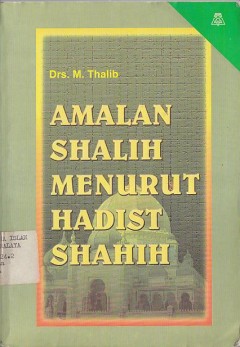 Drs. M. Thalib
AMALAN
SHALIH
MENURUT
HADIST
SHAHIH